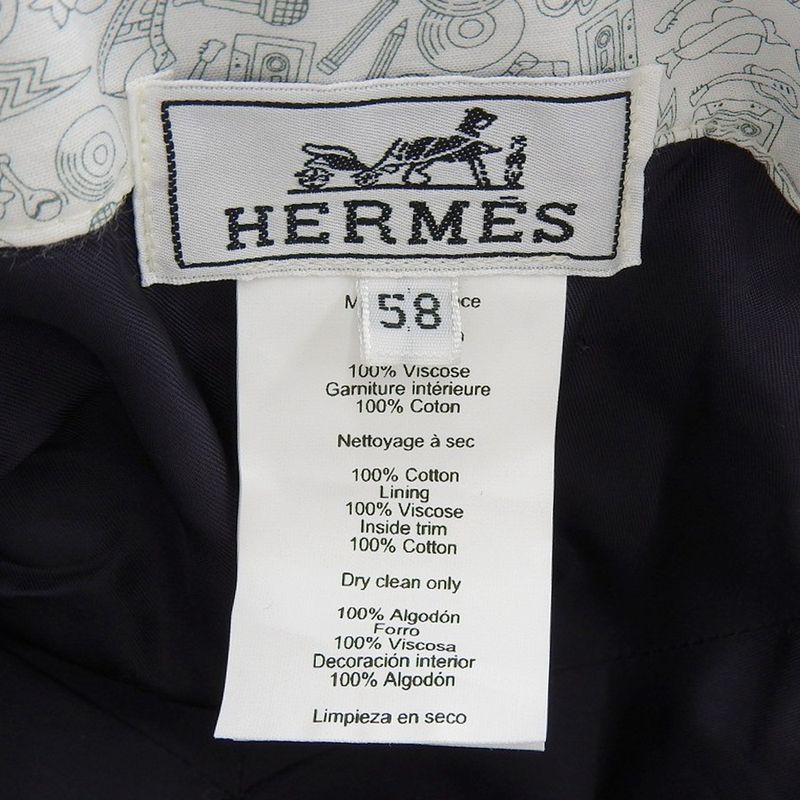 HERMĒS
58
100% Viscose
Garniture intérieure
100% Coton
Nettoyage à sec
100% Cotton
Lining
100% Viscose
Inside trim
100% Cotton
Dry clean only
100% Algodón
Forro
100% Viscosa
Decoración interior
100% Algodón
Limpieza en seco